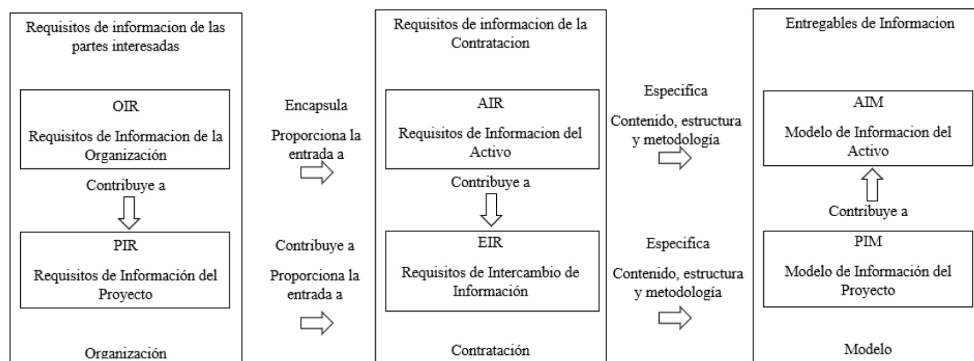 Requisitos de informacion de las
partes interesadas
OIR
Requisitos de Informacion de la
Organización
Contribuye a
PIR
Requisitos de Información del
Proyecto
Organización
Encapsula
Proporciona la
entrada a
Contribuye a
Proporciona la
entrada a
Requisitos de informacion de la
Contratacion
AIR
Requisitos de Informacion del
Activo
Contribuye a
EIR
Requisitos de Intercambio de
Información
Contratación
Especifica
Contenido, estructura
y metodología
Especifica
Contenido, estructura
y metodología
Entregables de Informacion
AIM
Modelo de Informacion del
Activo
Contribuye a
PIM
Modelo de Información del
Proyecto
Modelo